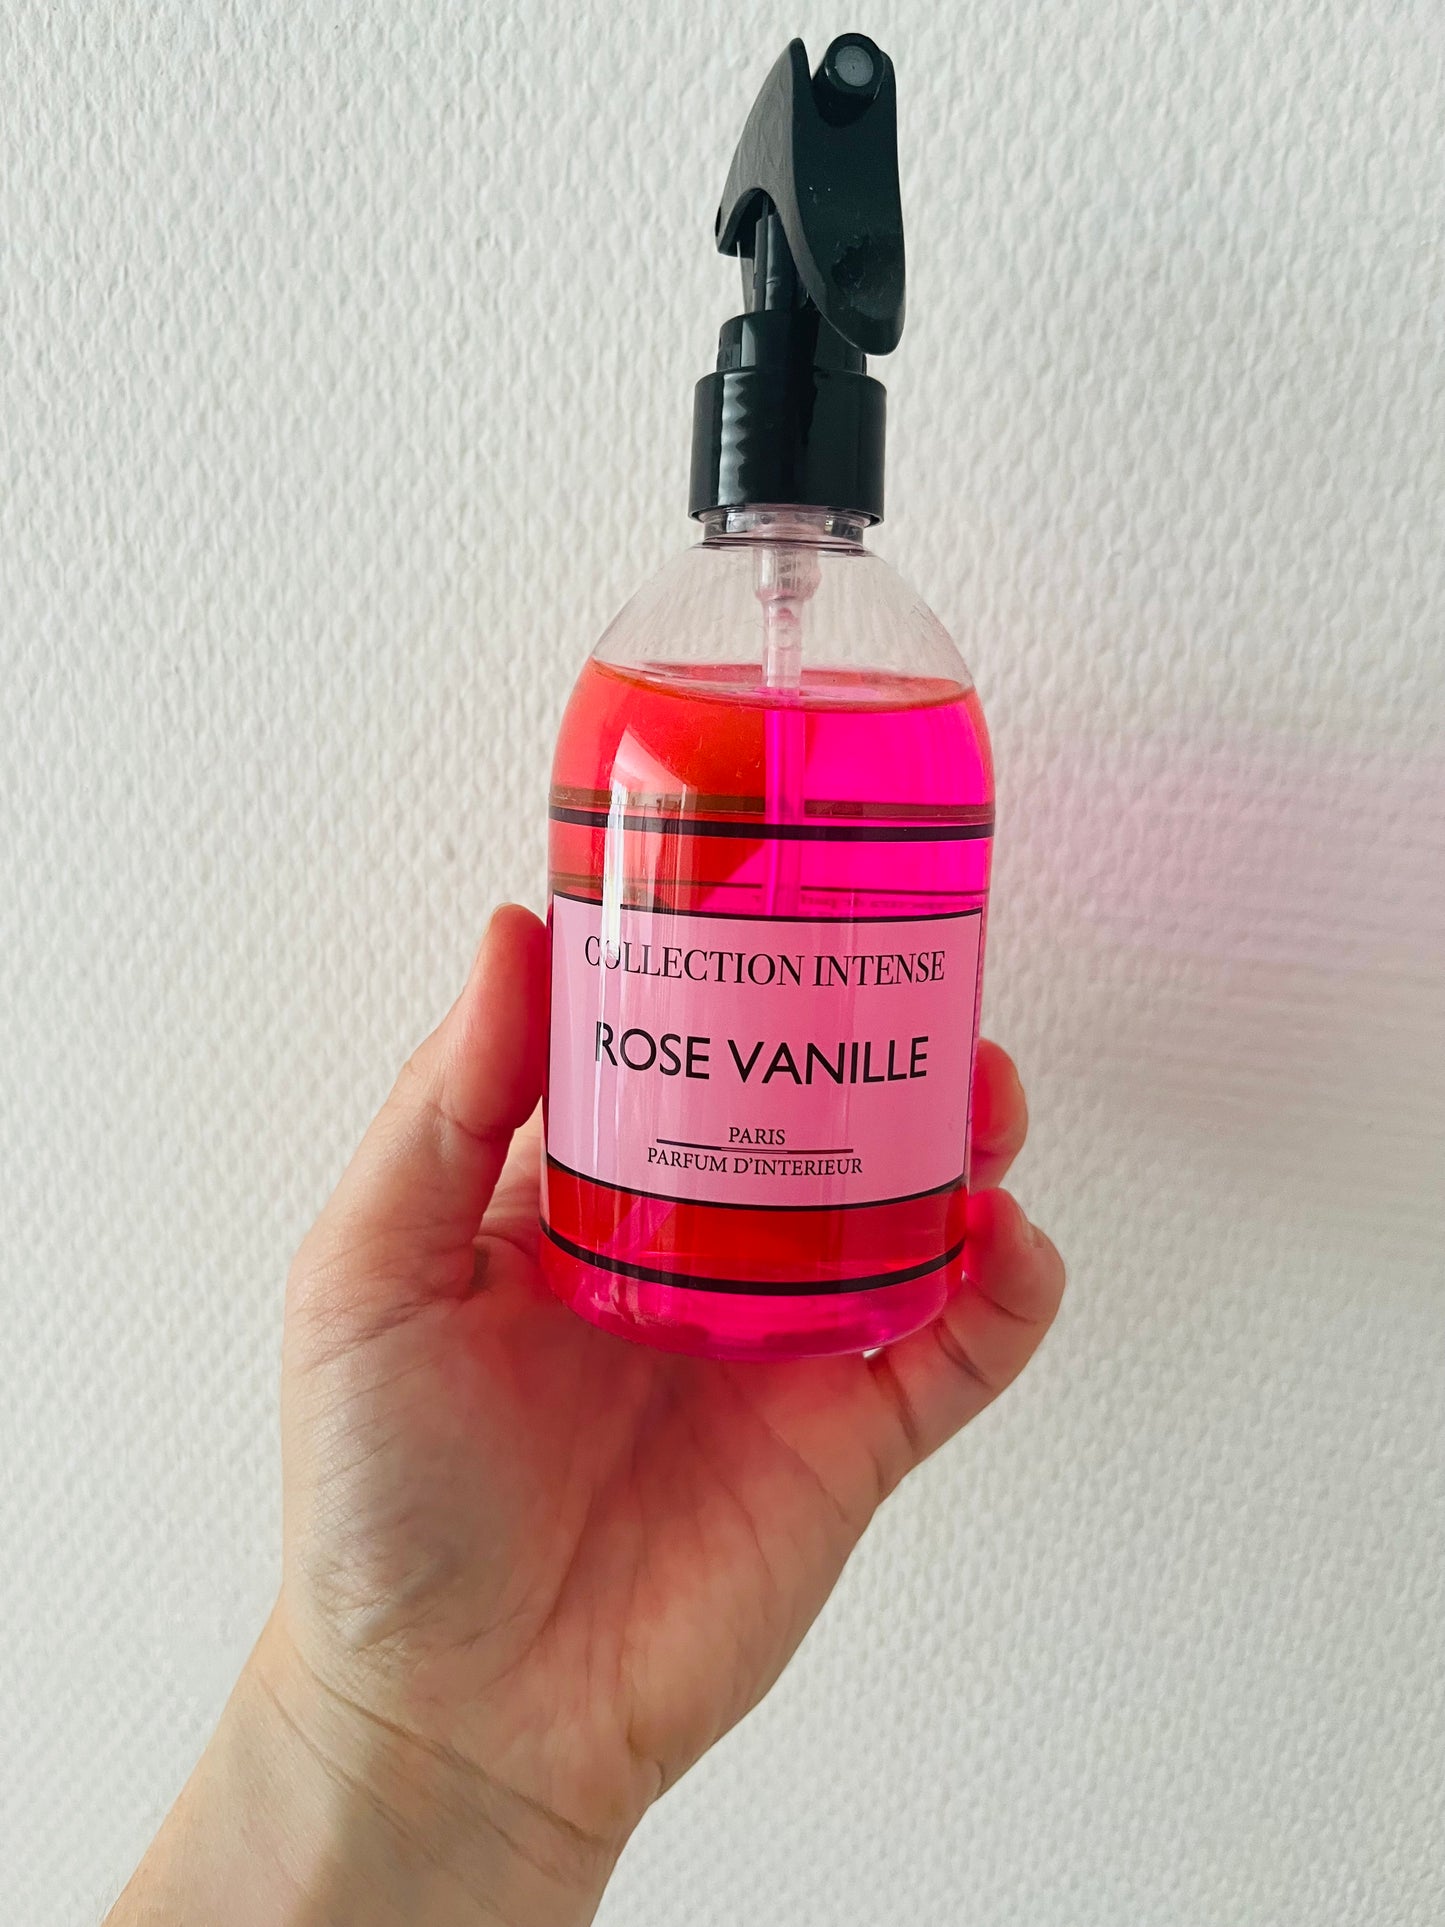 COLLECTION INTENSE
ROSE VANILLE
PARIS
PARFUM D'INTERIEUR